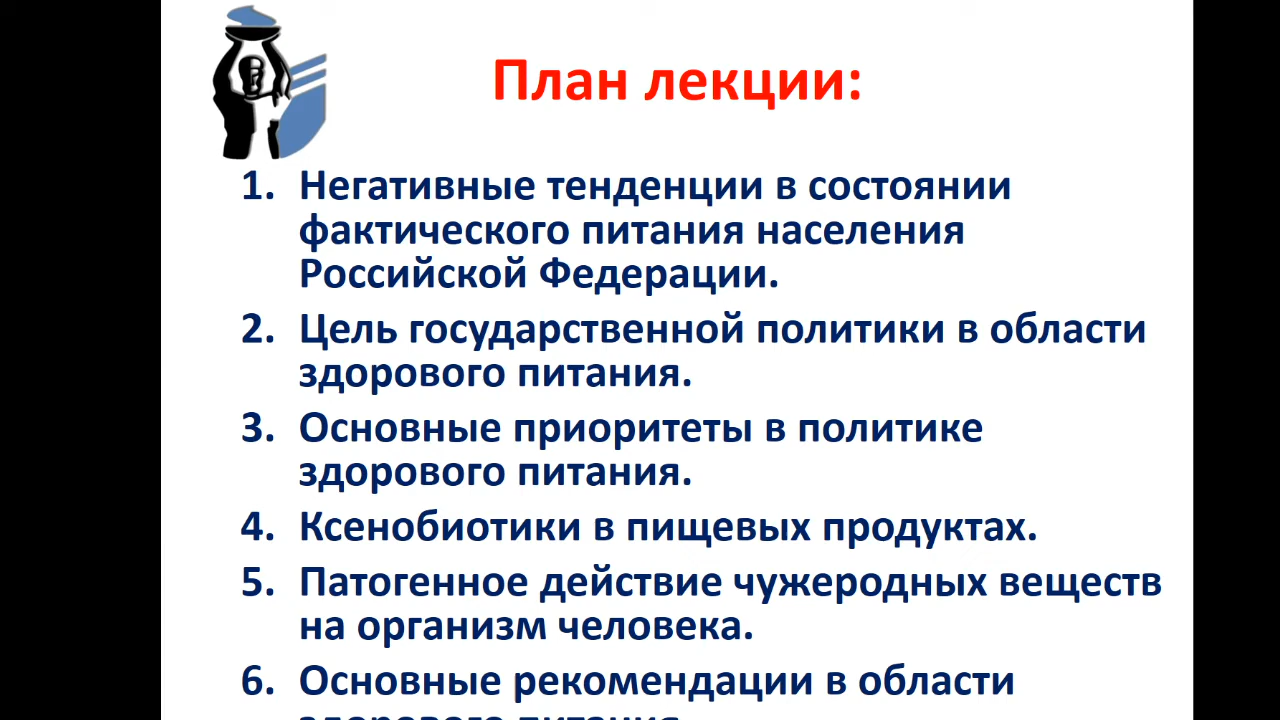 План лекции:
1. Негативные тенденции в состоянии
фактического питания населения
Российской Федерации.
2. Цель государственной политики в области
здорового питания.
3. Основные приоритеты в политике
здорового питания.
4. Ксенобиотики в пищевых продуктах.
5. Патогенное действие чужеродных веществ
на организм человека.
6. Основные рекомендации в области
здорового питания.